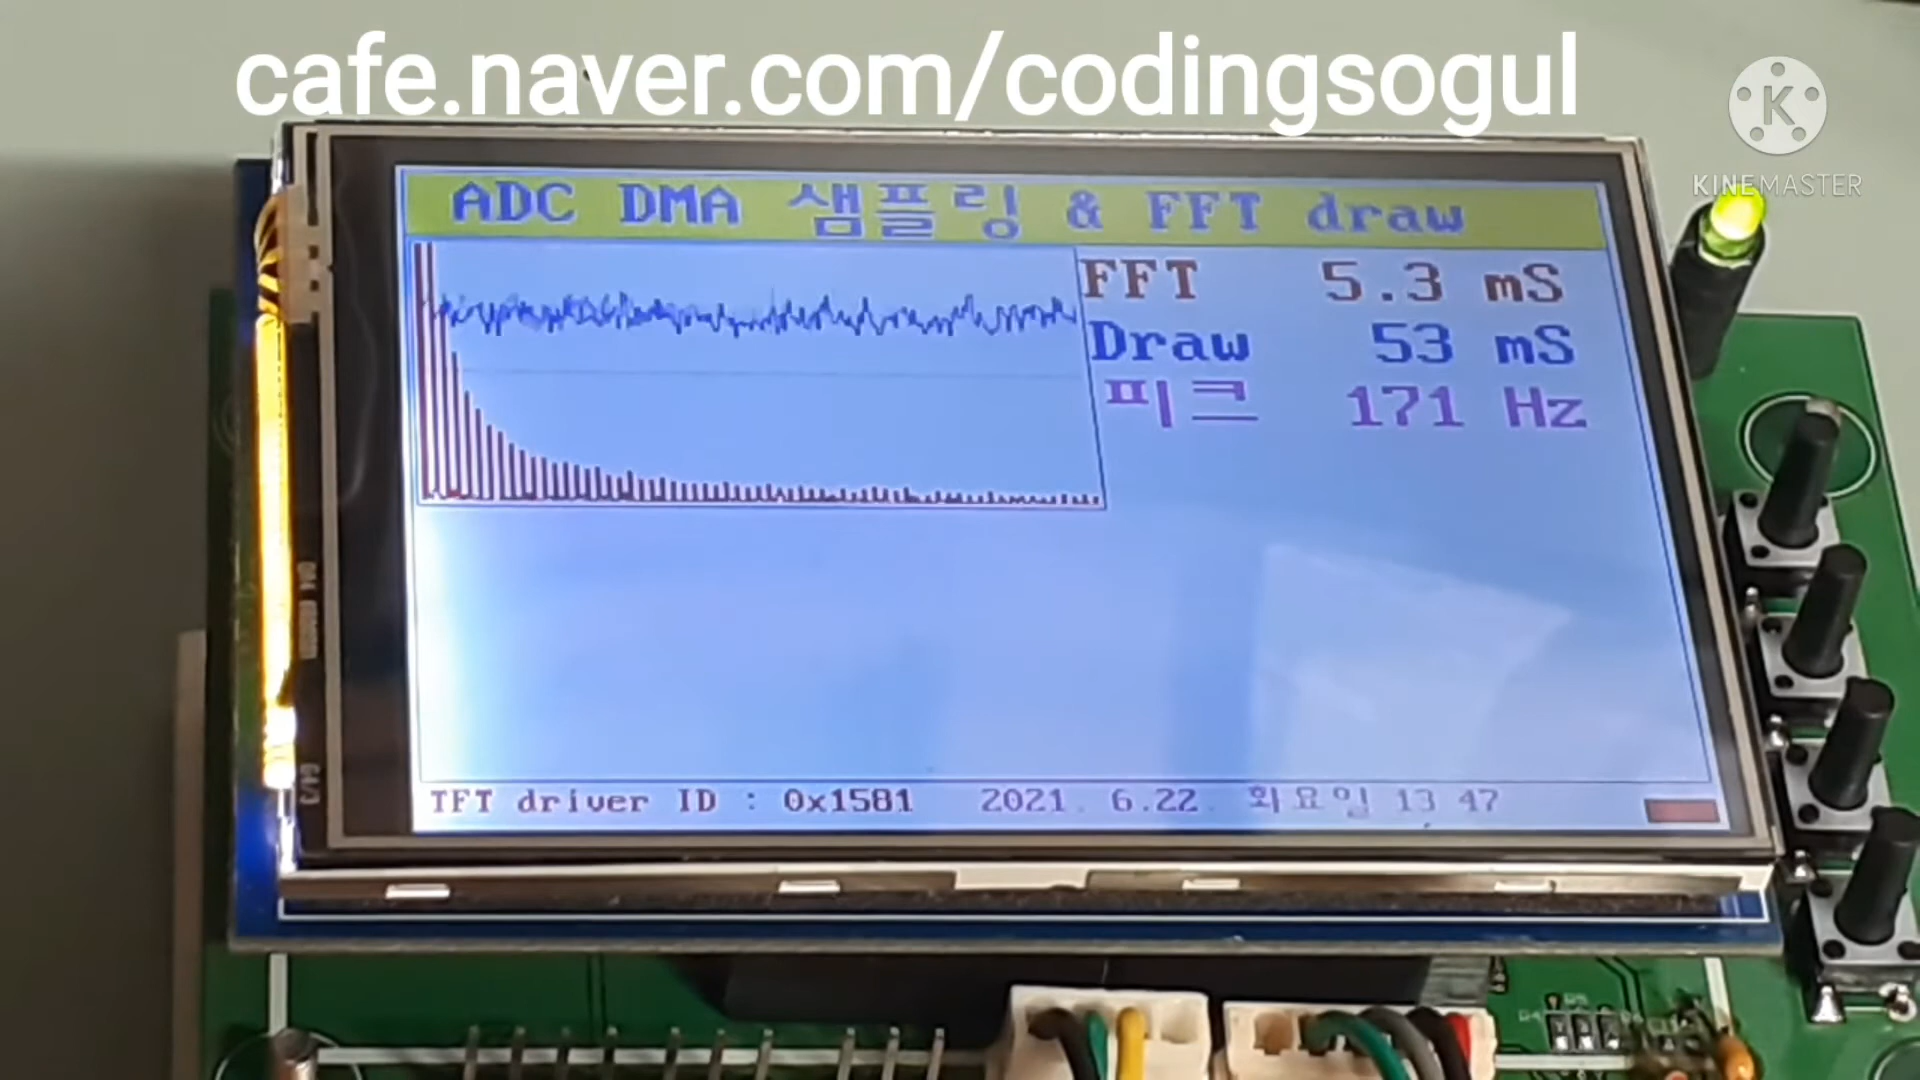 cafe.naver.com/codingsogul
KINEMASTER
ADC DMA 샘플링 & FFT draw
FFT 5.3 mS
Draw 53 mS
피크 171 Hz
TFT driver ID : 0x1581 2021. 6.22. 화요일 13 47